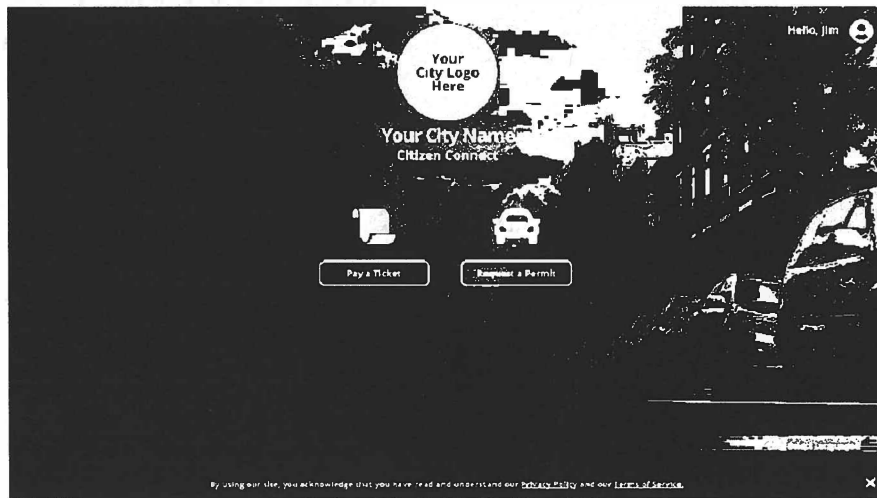 Hello, Jim
Your
City Logo
Here
Your City Name
Citizen Connect
Pay a Ticket
Request a Permit
By using our site, you acknowledge that you have read and understand our Privacy Policy and our Terms of Service.